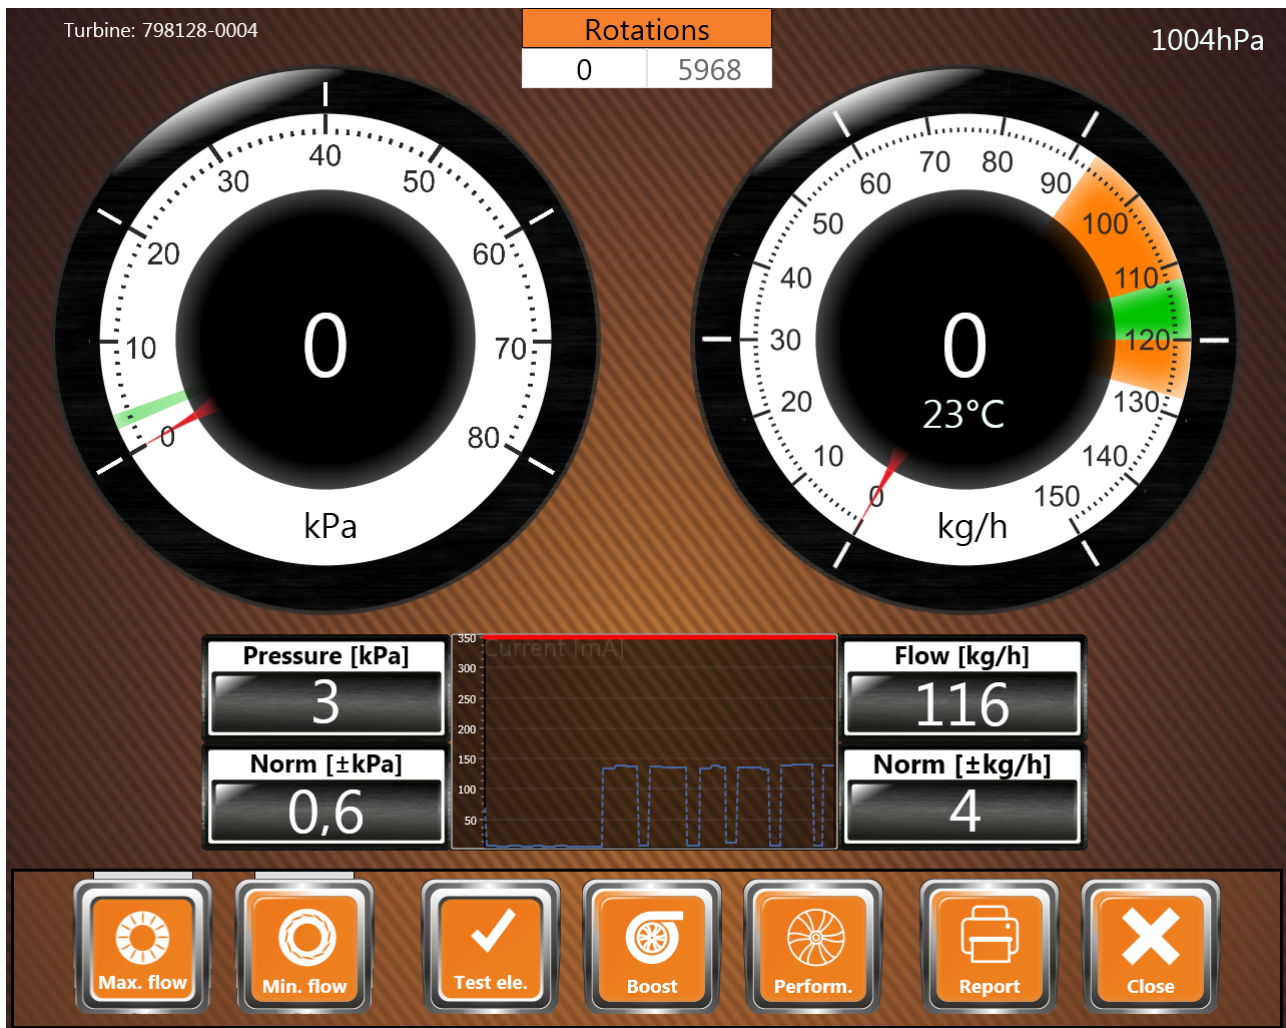 Turbine: 798128-0004
Rotations
0 5968
1004hPa
0
10
20
30
40
50
60
70
80
0
kPa
0
10
20
30
40
50
60
70
80
90
100
110
120
130
140
150
0
23°C
kg/h
Pressure [kPa]
3
Norm [±kPa]
0,6
Current [mA]
350
300
250
200
150
100
50
Flow [kg/h]
116
Norm [±kg/h]
4
Max. flow
Min. flow
Test ele.
Boost
Perform.
Report
Close